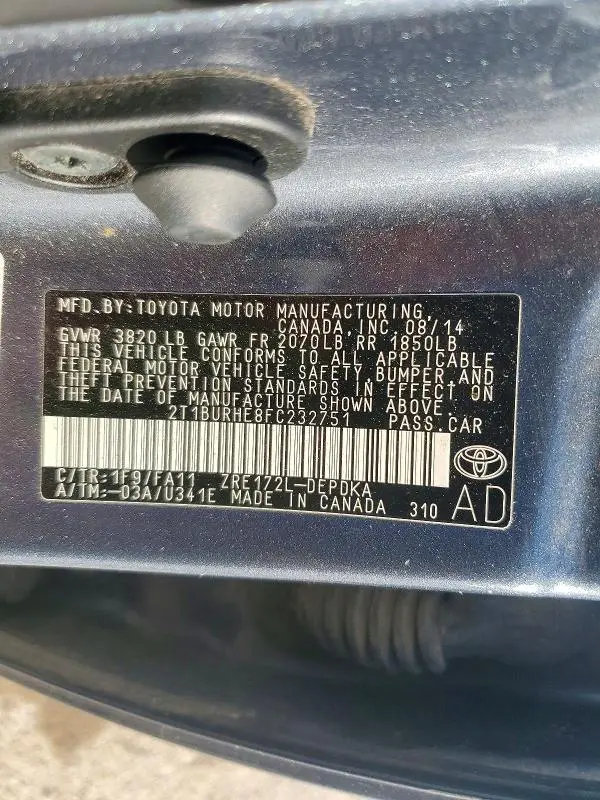 MFD. BY: TOYOTA MOTOR MANUFACTURING,
CANADA, INC. 08/14
GVWR 3820 LB GAWR FR 2070LB RR 1850LB
THIS VEHICLE CONFORMS TO ALL APPLICABLE
FEDERAL MOTOR VEHICLE SAFETY BUMPER, AND
THEFT PREVENTION STANDARDS IN EFFECT ON
THE DATE OF MANUFACTURE SHOWN ABOVE.
2T1BURHE8FC232751 PASS.CAR
C/TR: 1F9/FA11 ZRE172L-DEPDKA
A/TM: -03A/U341E MADE IN CANADA 310 AD